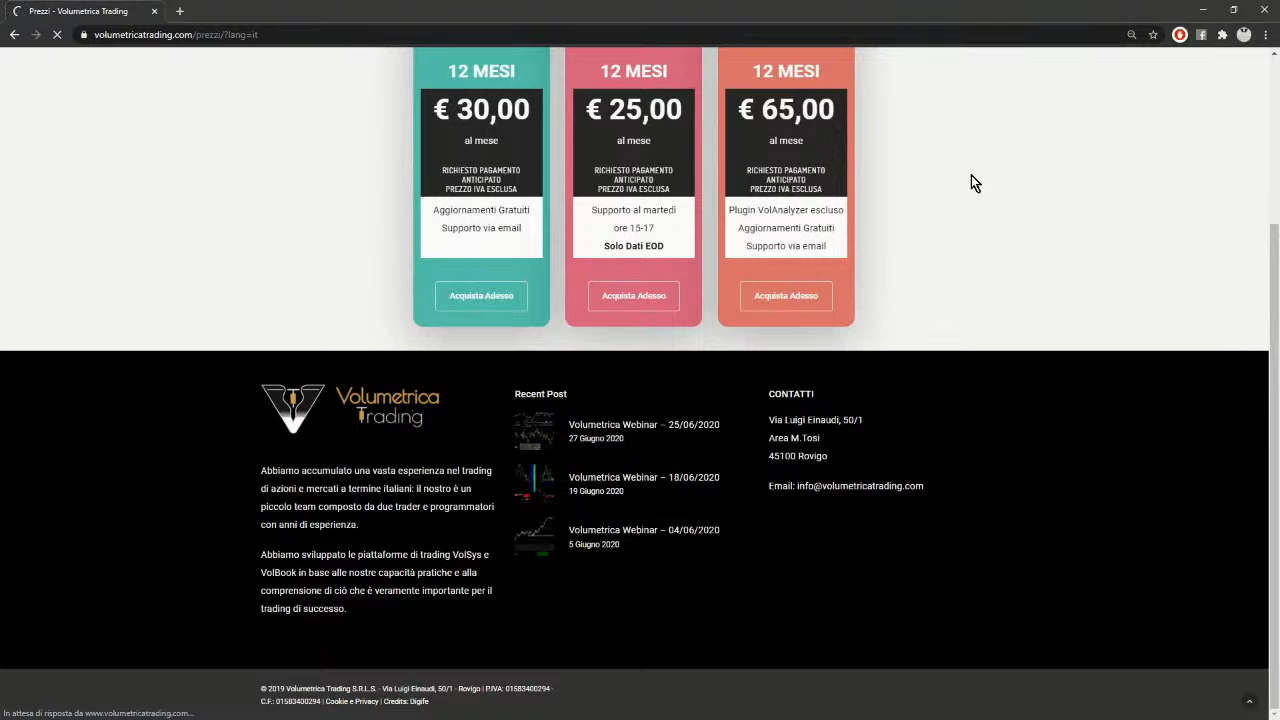 Prezzi - Volumetrica Trading
volumetricatrading.com/prezzi/?lang=it
12 MESI
€ 30,00
al mese
RICHIESTO PAGAMENTO
ANTICIPATO
PREZZO IVA ESCLUSA
Aggiornamenti Gratuiti
Supporto via email
Acquista Adesso
12 MESI
€ 25,00
al mese
RICHIESTO PAGAMENTO
ANTICIPATO
PREZZO IVA ESCLUSA
Supporto al martedì
ore 15-17
Solo Dati EOD
Acquista Adesso
12 MESI
€ 65,00
al mese
RICHIESTO PAGAMENTO
ANTICIPATO
PREZZO IVA ESCLUSA
Plugin VolAnalyzer escluso
Aggiornamenti Gratuiti
Supporto via email
Acquista Adesso
Volumetrica
Trading
Abbiamo accumulato una vasta esperienza nel trading
di azioni e mercati a termine italiani: il nostro è un
piccolo team composto da due trader e programmatori
con anni di esperienza.
Abbiamo sviluppato le piattaforme di trading VolSys e
VolBook in base alle nostre capacità pratiche e alla
comprensione di ciò che è veramente importante per il
trading di successo.
Recent Post
Volumetrica Webinar – 25/06/2020
27 Giugno 2020
Volumetrica Webinar – 18/06/2020
19 Giugno 2020
Volumetrica Webinar – 04/06/2020
5 Giugno 2020
CONTATTI
Via Luigi Einaudi, 50/1
Area M.Tosi
45100 Rovigo
Email: info@volumetricatrading.com
© 2019 Volumetrica Trading S.R.L.S. - Via Luigi Einaudi, 50/1 - Rovigo | P.IVA: 01583400294 -
C.F.: 01583400294 | Cookie e Privacy | Credits: Digife
In attesa di risposta da www.volumetricatrading.com...